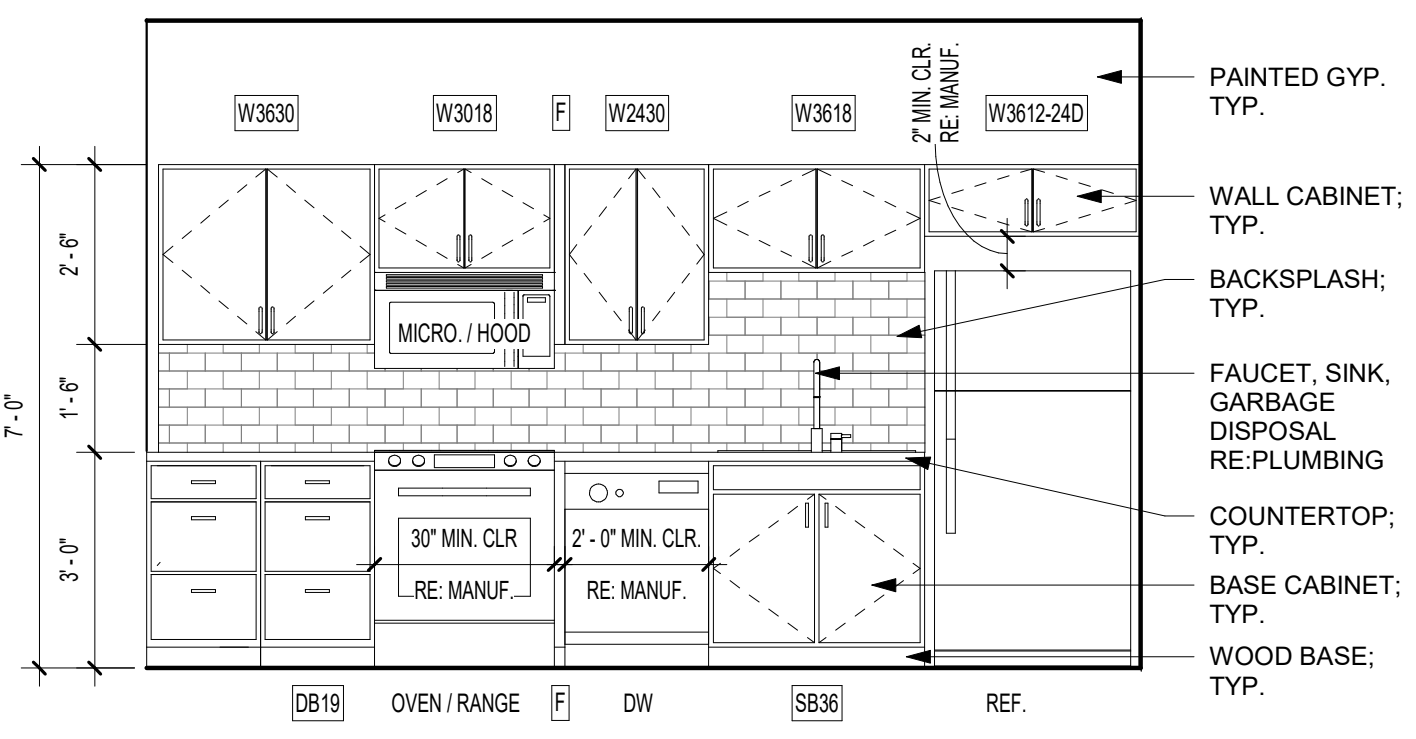 2" MIN. CLR.
RE: MANUF.
W3630
W3018
F
W2430
W3618
W3612-24D
PAINTED GYP.
TYP.
WALL CABINET;
TYP.
2' - 6"
BACKSPLASH;
TYP.
MICRO. / HOOD
7' - 0"
1' - 6"
FAUCET, SINK,
GARBAGE
DISPOSAL
RE:PLUMBING
3' - 0"
30" MIN. CLR
RE: MANUF.
2' - 0" MIN. CLR.
RE: MANUF.
COUNTERTOP;
TYP.
BASE CABINET;
TYP.
WOOD BASE;
TYP.
DB19
OVEN / RANGE
F
DW
SB36
REF.